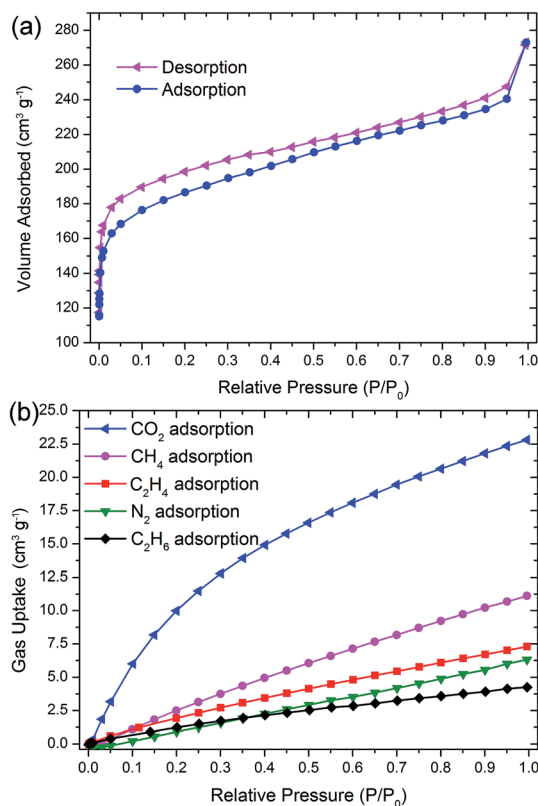 (a)
280
260
240
220
200
180
160
140
120
100
Volume Adsorbed (cm³ g⁻¹)
Desorption
Adsorption
0.0 0.1 0.2 0.3 0.4 0.5 0.6 0.7 0.8 0.9 1.0
Relative Pressure (P/P₀)
(b)
25.0
22.5
20.0
17.5
15.0
12.5
10.0
7.5
5.0
2.5
0.0
Gas Uptake (cm³ g⁻¹)
CO₂ adsorption
CH₄ adsorption
C₂H₄ adsorption
N₂ adsorption
C₂H₆ adsorption
0.0 0.1 0.2 0.3 0.4 0.5 0.6 0.7 0.8 0.9 1.0
Relative Pressure (P/P₀)